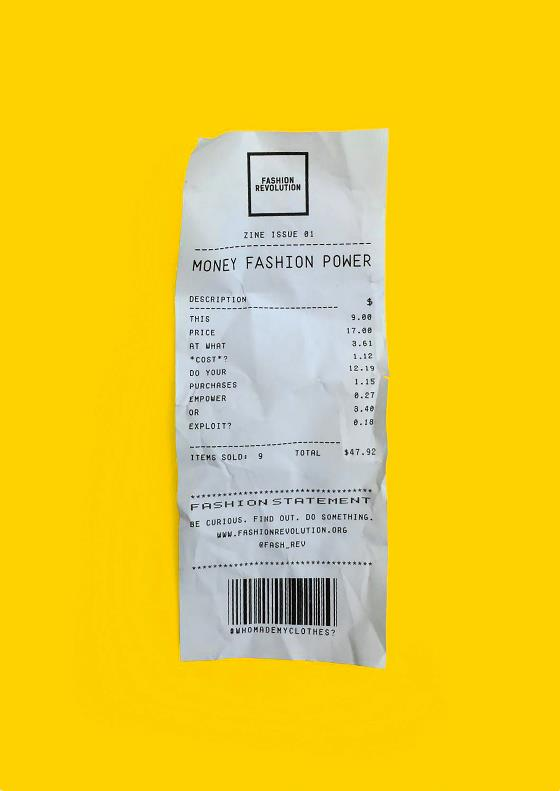 FASHION
REVOLUTION
ZINE ISSUE 01
MONEY FASHION POWER
DESCRIPTION $
THIS 9.00
PRICE 17.00
AT WHAT 3.61
*COST*? 1.12
DO YOUR 12.19
PURCHASES 1.15
EMPOWER 0.27
OR 3.40
EXPLOIT? 0.18
ITEMS SOLD: 9 TOTAL $47.92
FASHION STATEMENT
BE CURIOUS. FIND OUT. DO SOMETHING.
WWW.FASHIONREVOLUTION.ORG
@FASH_REV
#WHOMADEMYCLOTHES?